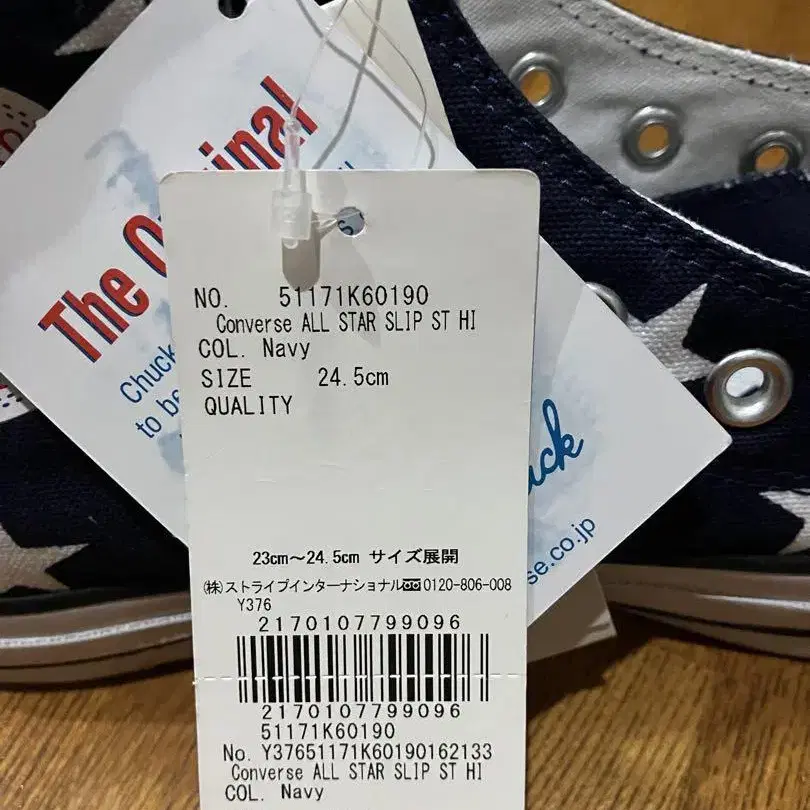 The Original
Chuck
to be
uck
se.co.jp
NO. 51171K60190
Converse ALL STAR SLIP ST HI
COL. Navy
SIZE 24.5cm
QUALITY
23cm～24.5cm サイズ展開
(株)ストライプインターナショナル 0120-806-008
Y376
2170107799096
2170107799096
51171K60190
No. Y37651171K60190162133
Converse ALL STAR SLIP ST HI
COL. Navy